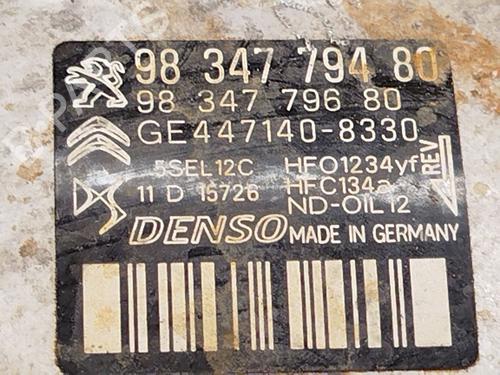 98 347 794 80
98 347 796 80
GE447140-8330
5SEL12C HFO1234yf
11 D 15726 HFC134a
ND-OIL12
REV
DENSO MADE IN GERMANY